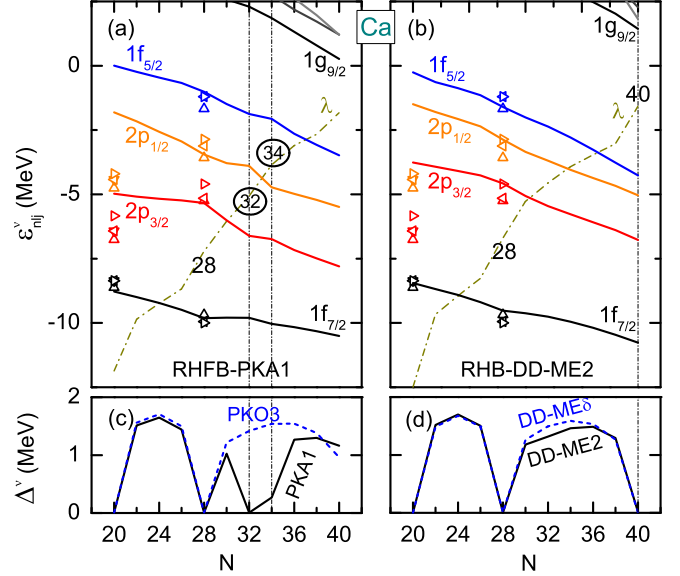 (a)
Ca
(b)
1f5/2
1g9/2
1f5/2
1g9/2
λ
λ
40
2p1/2
34
2p1/2
2p3/2
32
2p3/2
28
28
1f7/2
1f7/2
RHFB-PKA1
RHB-DD-ME2
0
-5
-10
ενnlj (MeV)
(c)
PKO3
PKA1
(d)
DD-MEδ
DD-ME2
2
1
0
Δν (MeV)
20 24 28 32 36 40
20 24 28 32 36 40
N
N